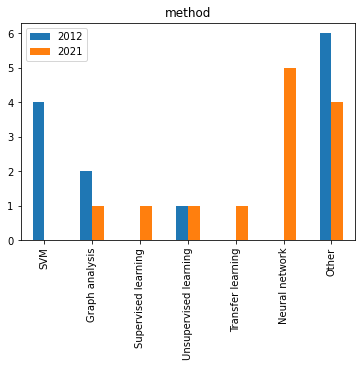 method
2012
2021
6
5
4
3
2
1
0
SVM
Graph analysis
Supervised learning
Unsupervised learning
Transfer learning
Neural network
Other